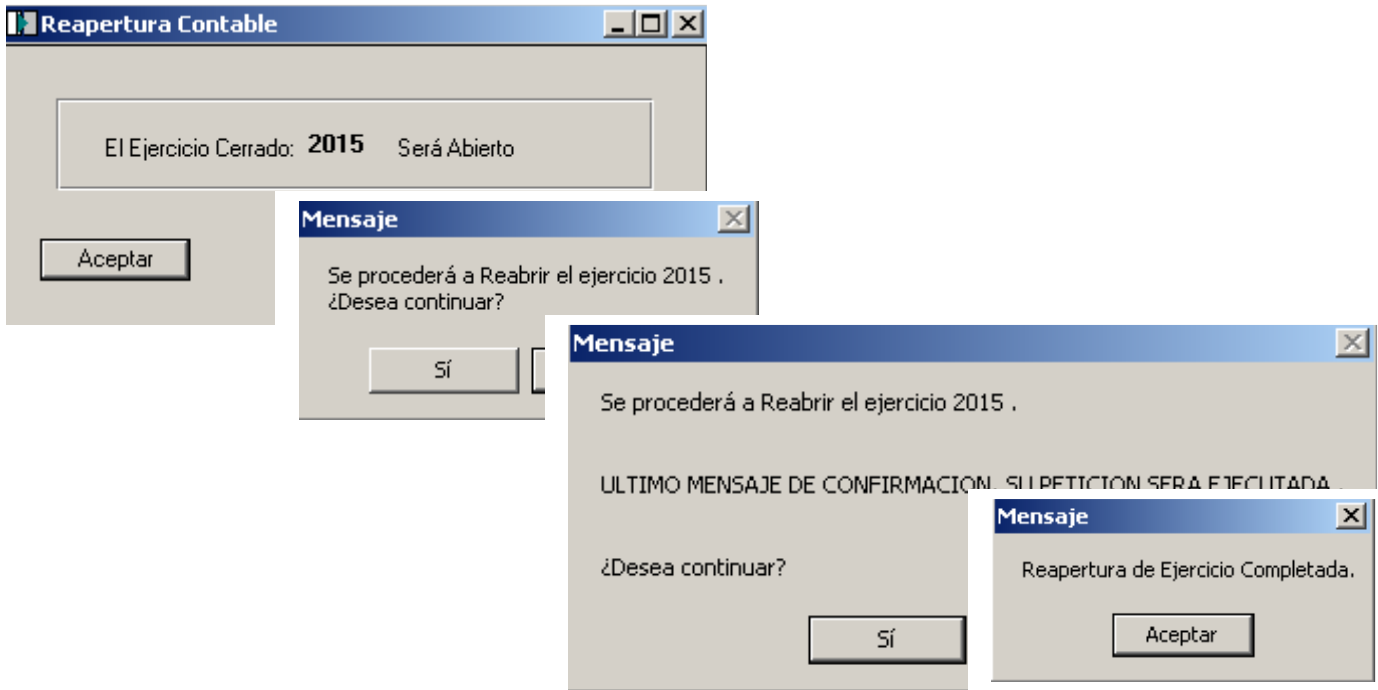 Reapertura Contable
El Ejercicio Cerrado: 2015 Será Abierto
Aceptar
Mensaje
Se procederá a Reabrir el ejercicio 2015 .
¿Desea continuar?
Sí
Mensaje
Se procederá a Reabrir el ejercicio 2015 .
ULTIMO MENSAJE DE CONFIRMACION. SU PETICION SERA EJECUTADA .
¿Desea continuar?
Sí
Mensaje
Reapertura de Ejercicio Completada.
Aceptar